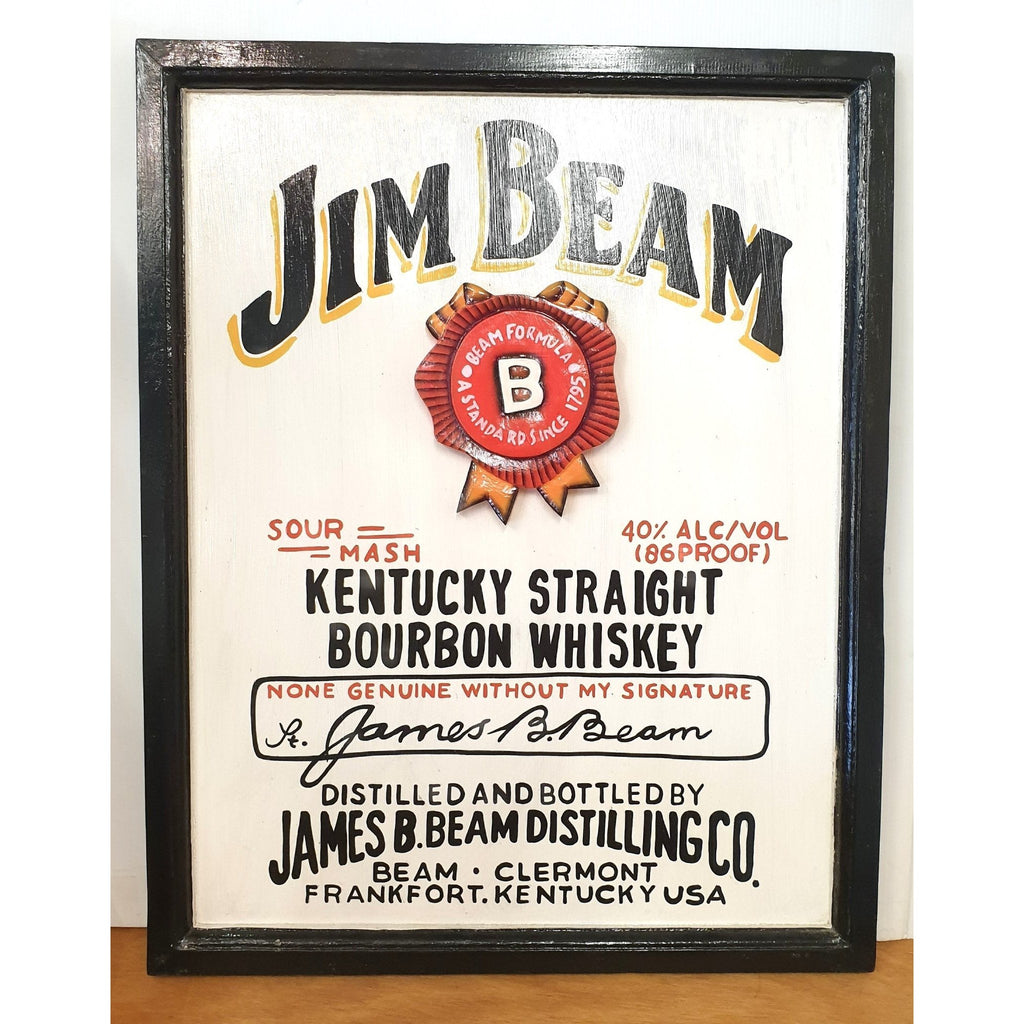 JIM BEAM
BEAM FORMULA
B
A STANDARD SINCE 1795
SOUR
MASH
40% ALC/VOL
(86PROOF)
KENTUCKY STRAIGHT
BOURBON WHISKEY
NONE GENUINE WITHOUT MY SIGNATURE
St. James B. Beam
DISTILLED AND BOTTLED BY
JAMES B. BEAM DISTILLING CO.
BEAM · CLERMONT
FRANKFORT. KENTUCKY USA